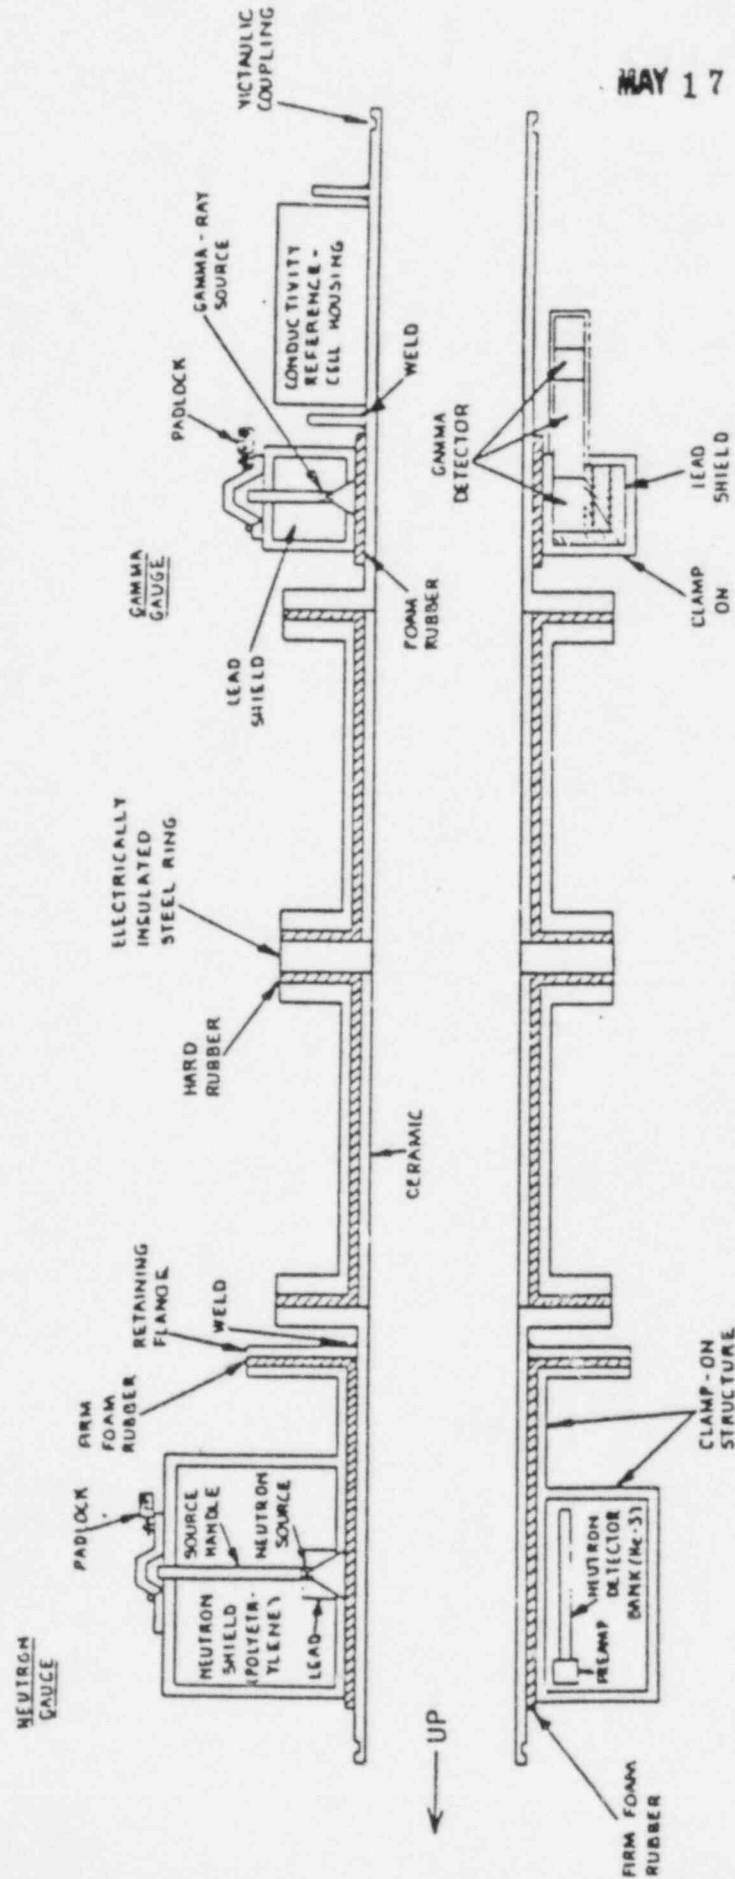 MAY 17
NEUTRON
GAUGE
PADLOCK
FIRM
FOAM
RUBBER
RETAINING
FLANGE
WELD
SOURCE
HANDLE
NEUTRON
SHIELD
(POLYETH-
YLENE)
NEUTRON
SOURCE
LEAD
HARD
RUBBER
ELECTRICALLY
INSULATED
STEEL RING
CERAMIC
GAMMA
GAUGE
LEAD
SHIELD
PADLOCK
GAMMA-RAY
SOURCE
CONDUCTIVITY
REFERENCE-
CELL HOUSING
VICTAULIC
COUPLING
FOAM
RUBBER
WELD
UP
FIRM FOAM
RUBBER
PREAMP
NEUTRON
DETECTOR
BANK (He-3)
CLAMP-ON
STRUCTURE
GAMMA
DETECTOR
CLAMP
ON
LEAD
SHIELD